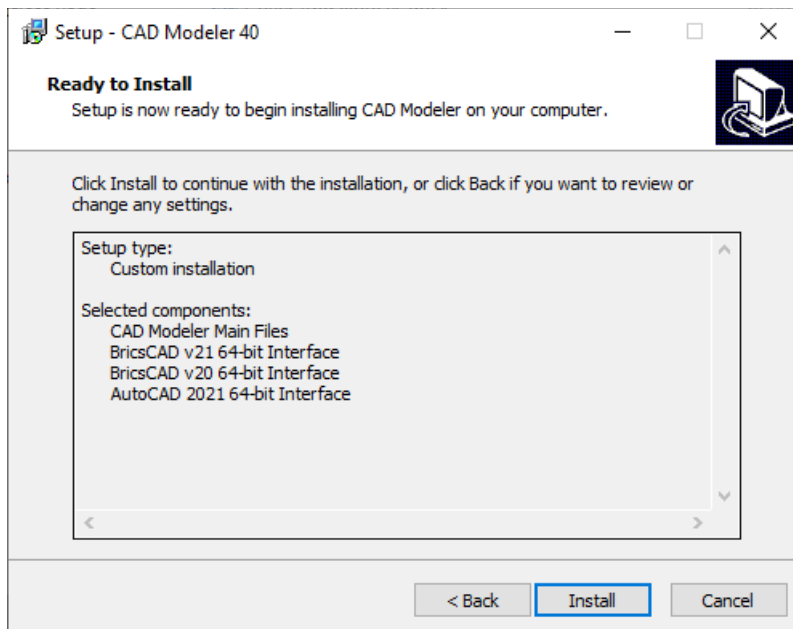 Setup - CAD Modeler 40
Ready to Install
Setup is now ready to begin installing CAD Modeler on your computer.
Click Install to continue with the installation, or click Back if you want to review or
change any settings.
Setup type:
Custom installation
Selected components:
CAD Modeler Main Files
BricsCAD v21 64-bit Interface
BricsCAD v20 64-bit Interface
AutoCAD 2021 64-bit Interface
< Back
Install
Cancel